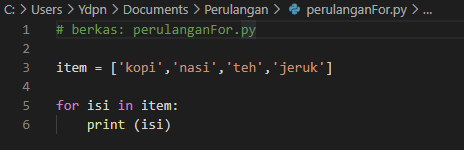 C: > Users > Ydpn > Documents > Perulangan > perulanganFor.py > ...
1 # berkas: perulanganFor.py
2
3 item = ['kopi','nasi','teh','jeruk']
4
5 for isi in item:
6     print (isi)